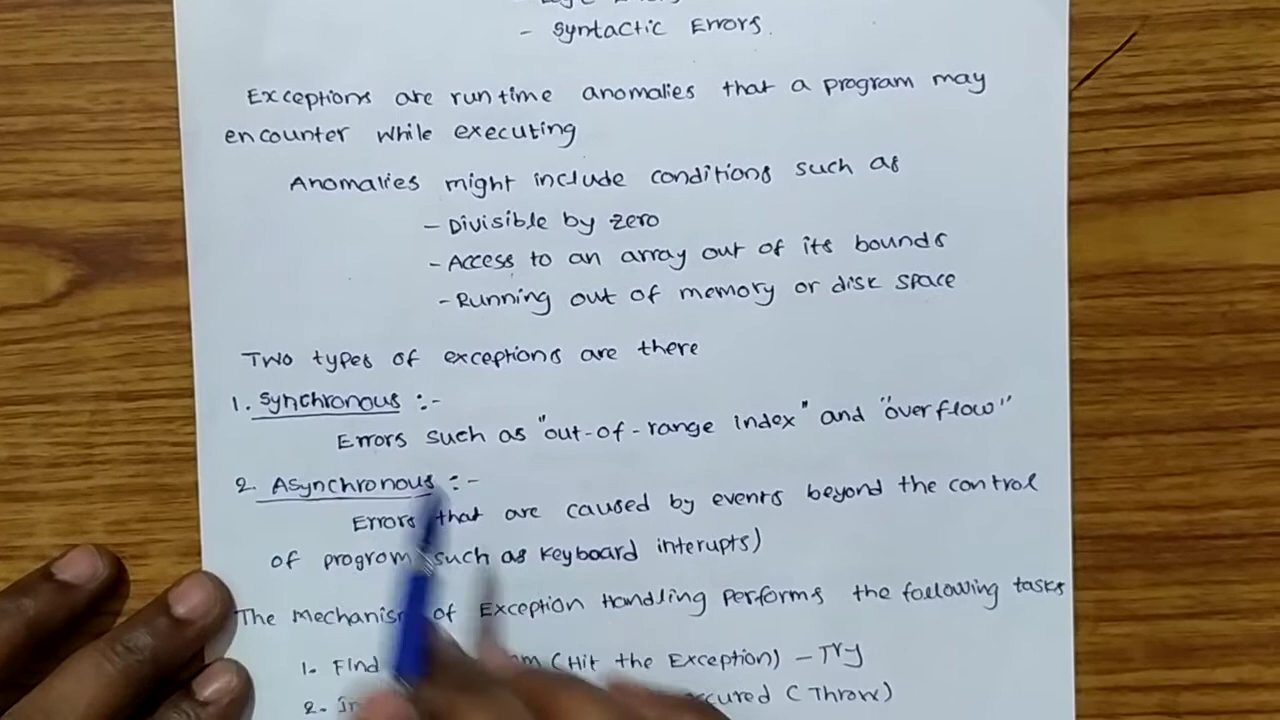 - Syntactic Errors.
Exceptions are runtime anomalies that a program may
encounter while executing
Anomalies might include conditions such as
- Divisible by zero
- Access to an array out of its bounds
- Running out of memory or disk space
Two types of exceptions are there
1. Synchronous :-
Errors such as "out-of-range index" and "overflow"
2. Asynchronous :-
Errors that are caused by events beyond the control
of program such as keyboard interupts)
The Mechanism of Exception Handling performs the following tasks
1. Find (Hit the Exception) - Try
2. (Throw)